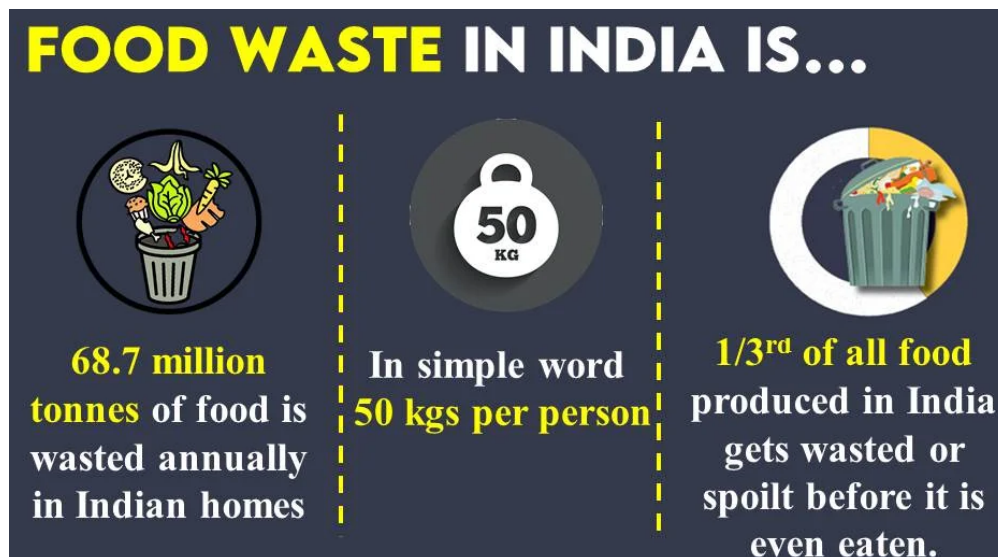 FOOD WASTE IN INDIA IS...
68.7 million
tonnes of food is
wasted annually
in Indian homes
50
KG
In simple word
50 kgs per person
1/3rd of all food
produced in India
gets wasted or
spoilt before it is
even eaten.